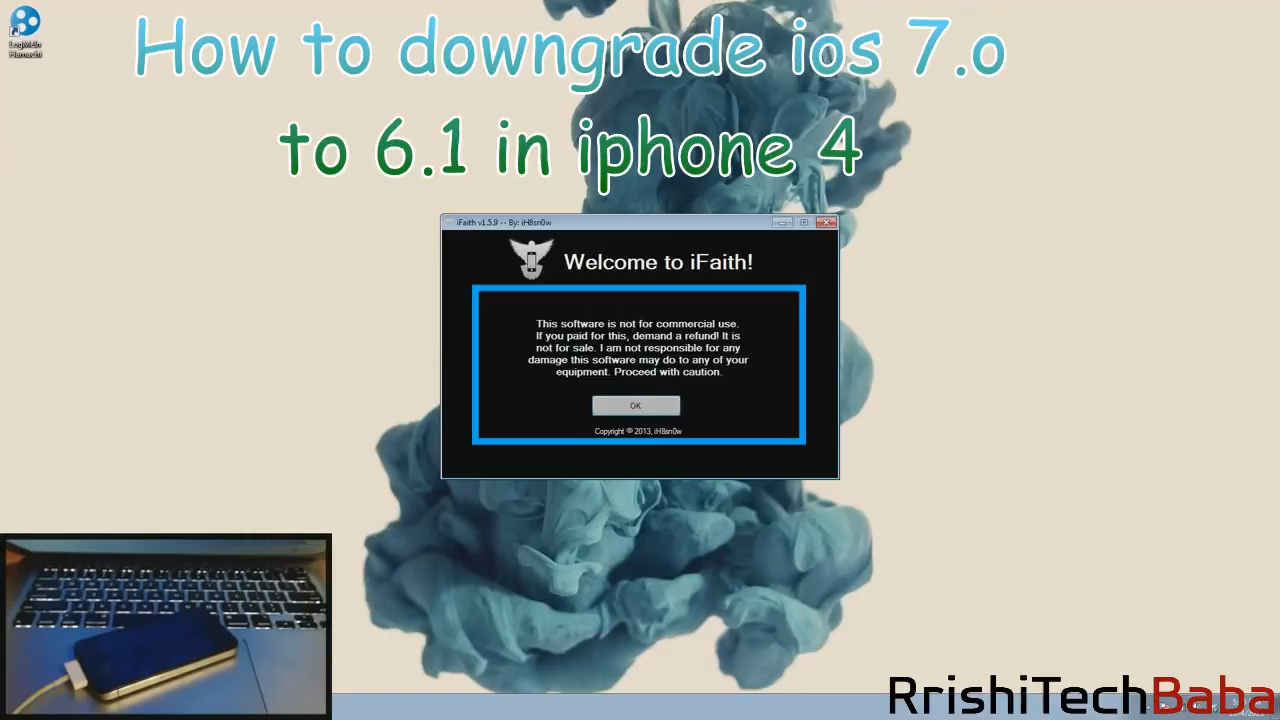 LogMeIn
Hamachi
How to downgrade ios 7.o
to 6.1 in iphone 4
iFaith v1.5.9 -- By: iH8sn0w
Welcome to iFaith!
This software is not for commercial use.
If you paid for this, demand a refund! It is
not for sale. I am not responsible for any
damage this software may do to any of your
equipment. Proceed with caution.
OK
Copyright © 2013, iH8sn0w
RrishiTechBaba